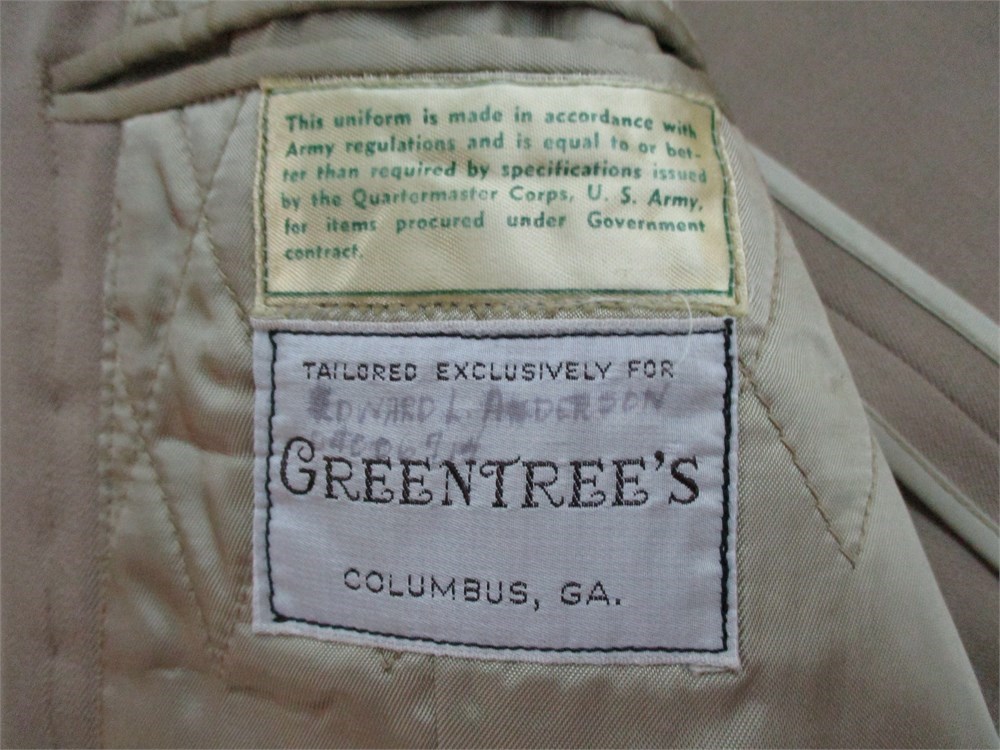 This uniform is made in accordance with
Army regulations and is equal to or bet-
ter than required by specifications issued
by the Quartermaster Corps, U. S. Army,
for items procured under Government
contract.
TAILORED EXCLUSIVELY FOR
EDWARD L. ANDERSON
GREENTREE'S
COLUMBUS, GA.